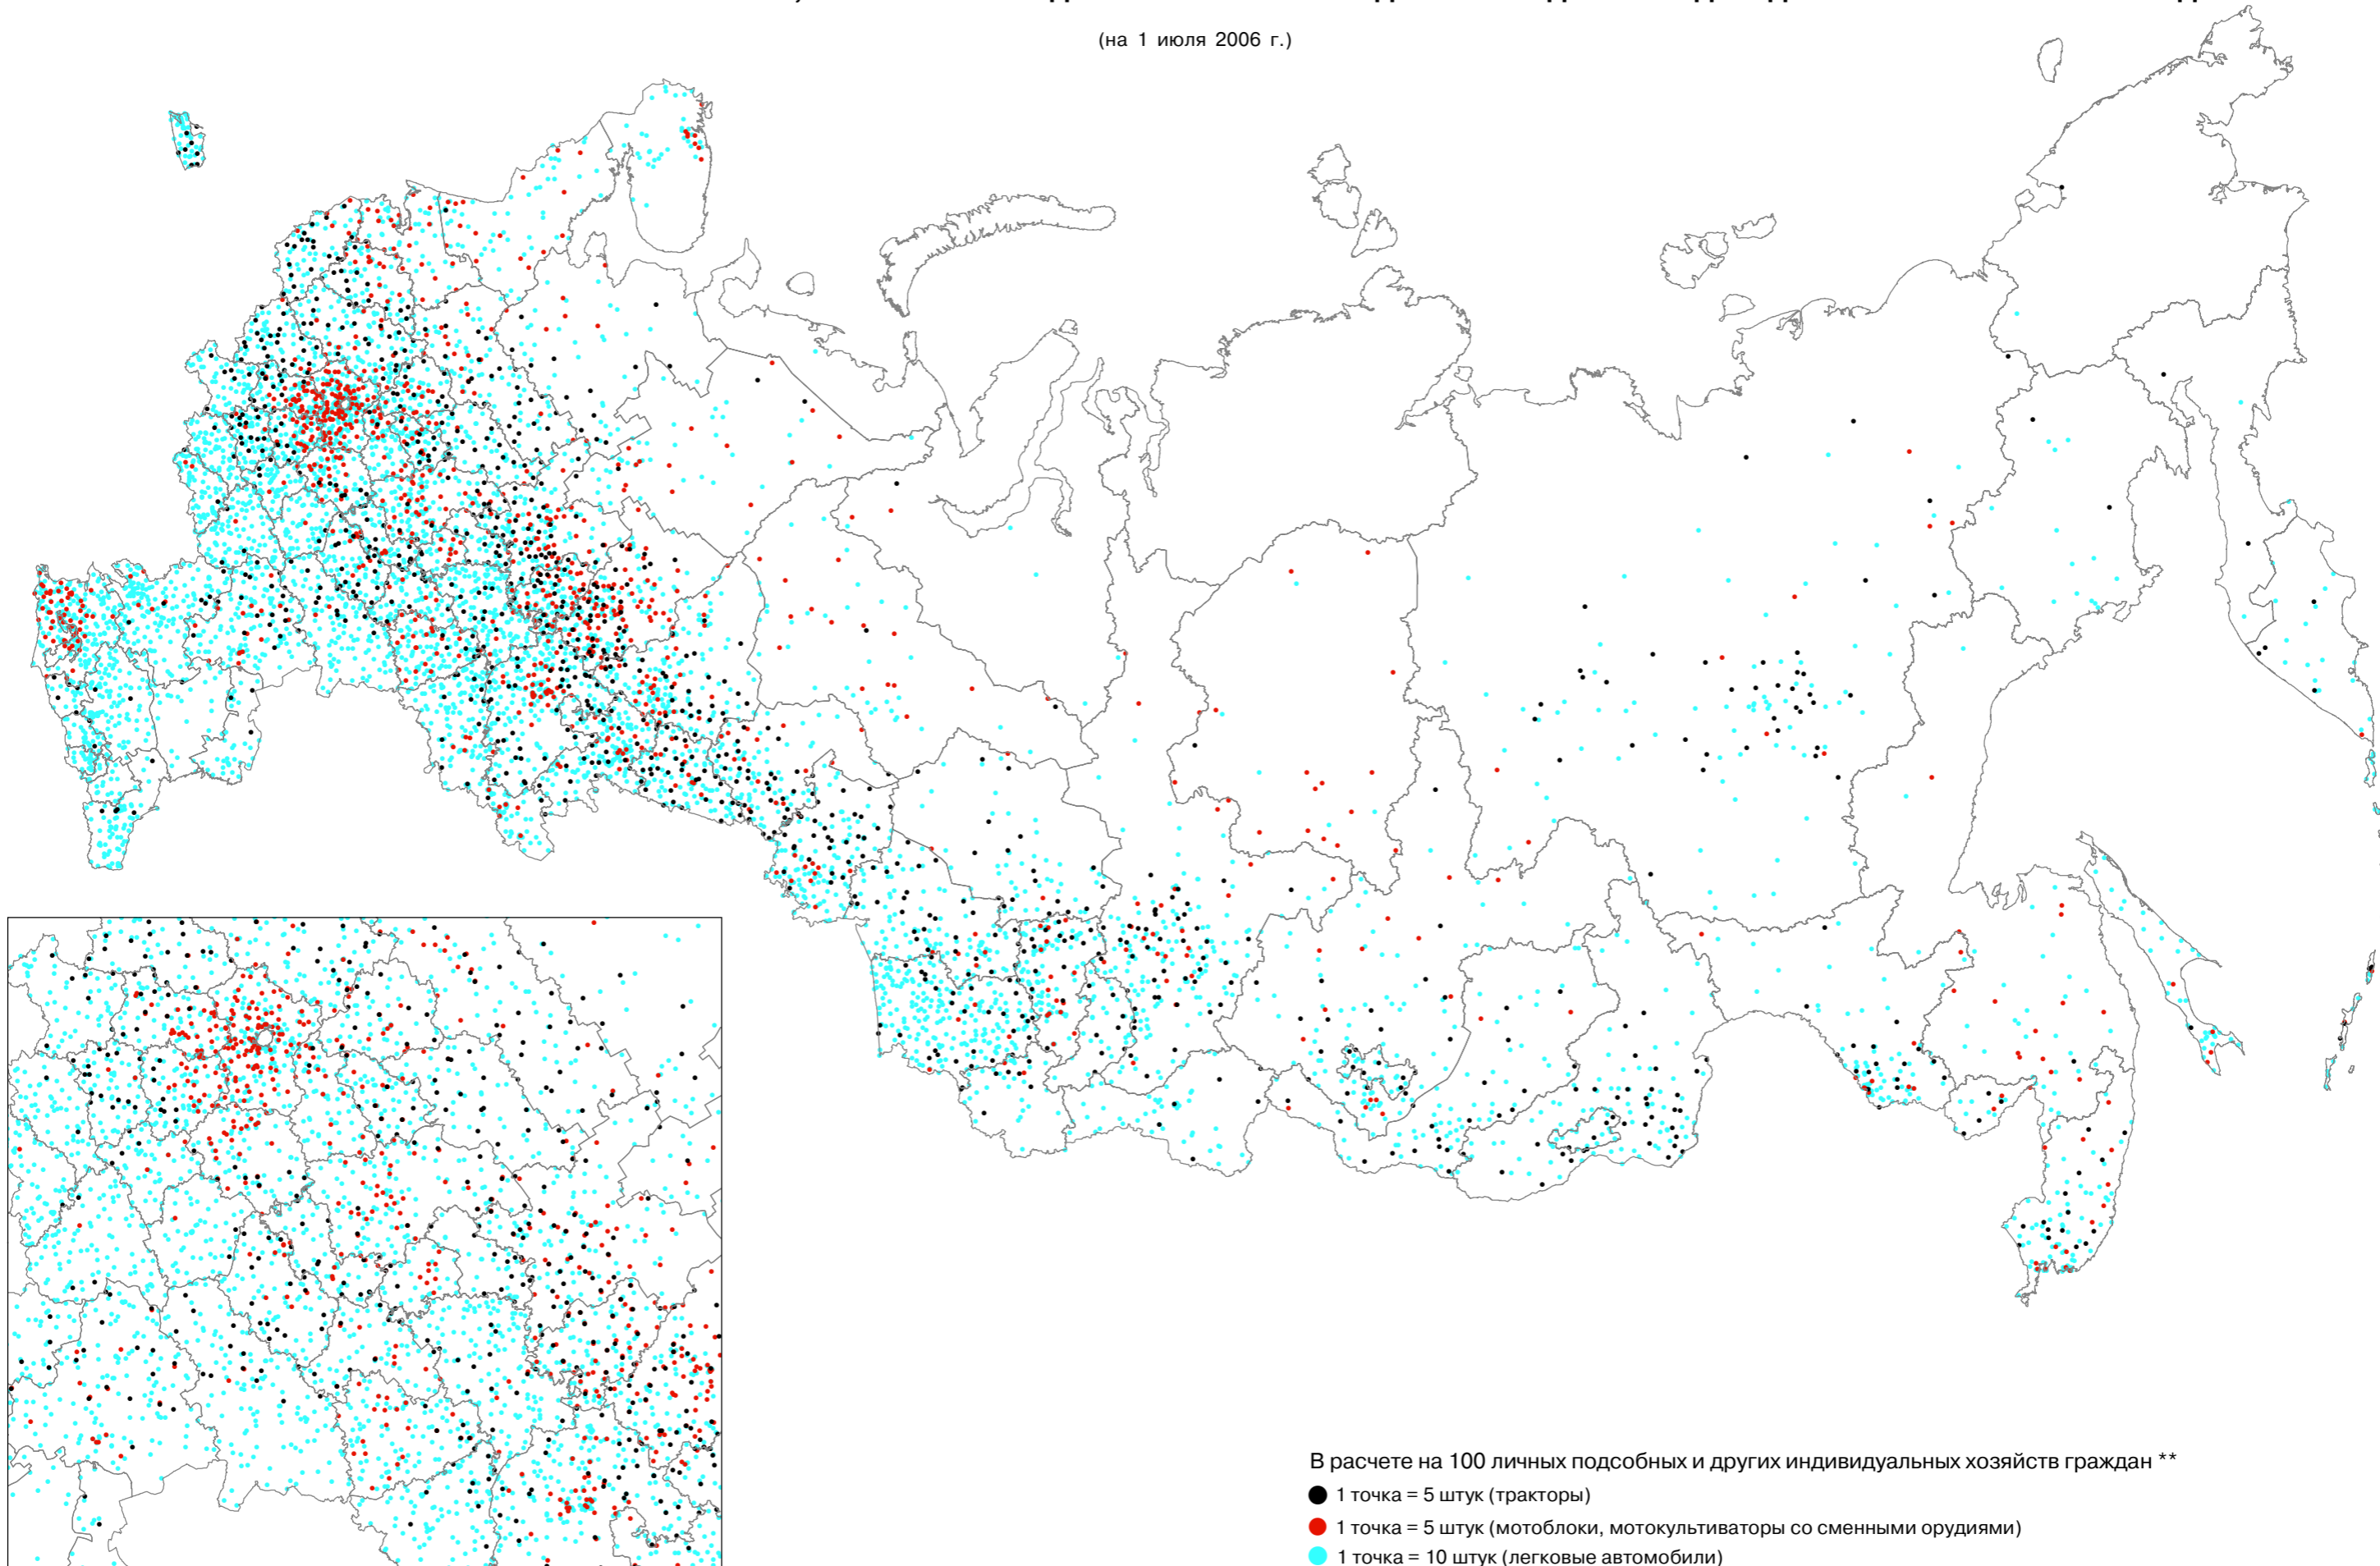 (на 1 июля 2006 г.)
В расчете на 100 личных подсобных и других индивидуальных хозяйств граждан **
1 точка = 5 штук (тракторы)
1 точка = 5 штук (мотоблоки, мотокультиваторы со сменными орудиями)
1 точка = 10 штук (легковые автомобили)